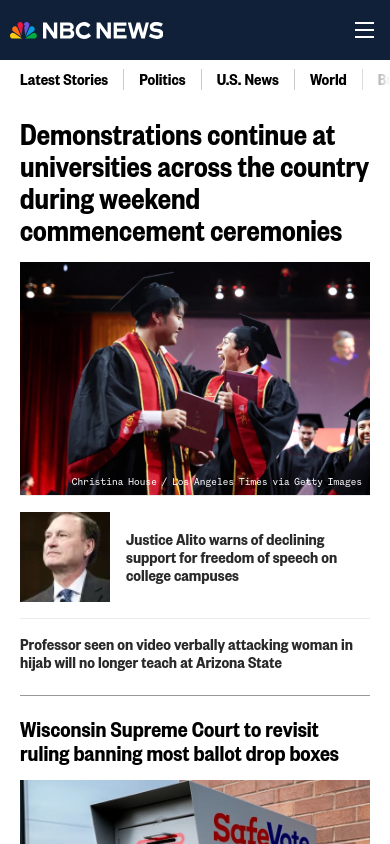 NBC NEWS
Latest Stories
Politics
U.S. News
World
Demonstrations continue at
universities across the country
during weekend
commencement ceremonies
Christina House / Los Angeles Times via Getty Images
Justice Alito warns of declining
support for freedom of speech on
college campuses
Professor seen on video verbally attacking woman in
hijab will no longer teach at Arizona State
Wisconsin Supreme Court to revisit
ruling banning most ballot drop boxes
SafeVote